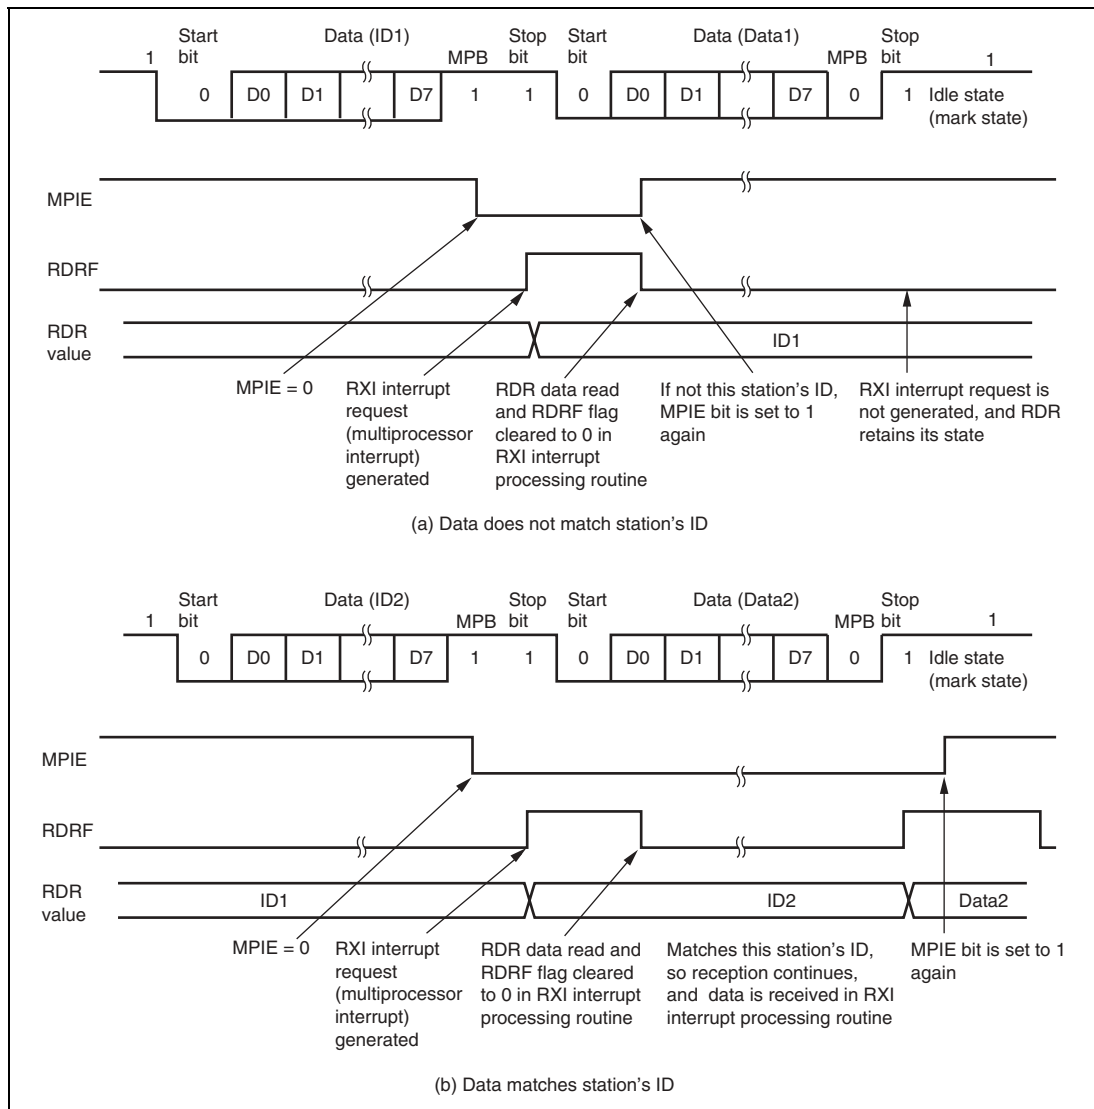 Start bit Data (ID1) MPB Stop bit Start bit Data (Data1) MPB Stop bit
1 0 D0 D1 D7 1 1 0 D0 D1 D7 0 1 1
Idle state
(mark state)
MPIE
RDRF
RDR
value
ID1
MPIE = 0
RXI interrupt
request
(multiprocessor
interrupt)
generated
RDR data read
and RDRF flag
cleared to 0 in
RXI interrupt
processing routine
If not this station's ID,
MPIE bit is set to 1
again
RXI interrupt request is
not generated, and RDR
retains its state
(a) Data does not match station's ID
Start bit Data (ID2) MPB Stop bit Start bit Data (Data2) MPB Stop bit
1 0 D0 D1 D7 1 1 0 D0 D1 D7 0 1 1
Idle state
(mark state)
MPIE
RDRF
RDR
value
ID1 ID2 Data2
MPIE = 0
RXI interrupt
request
(multiprocessor
interrupt)
generated
RDR data read and
RDRF flag cleared
to 0 in RXI interrupt
processing routine
Matches this station's ID,
so reception continues,
and data is received in RXI
interrupt processing routine
MPIE bit is set to 1
again
(b) Data matches station's ID